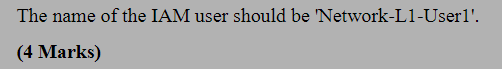 The name of the IAM user should be 'Network-L1-User1'.
(4 Marks)